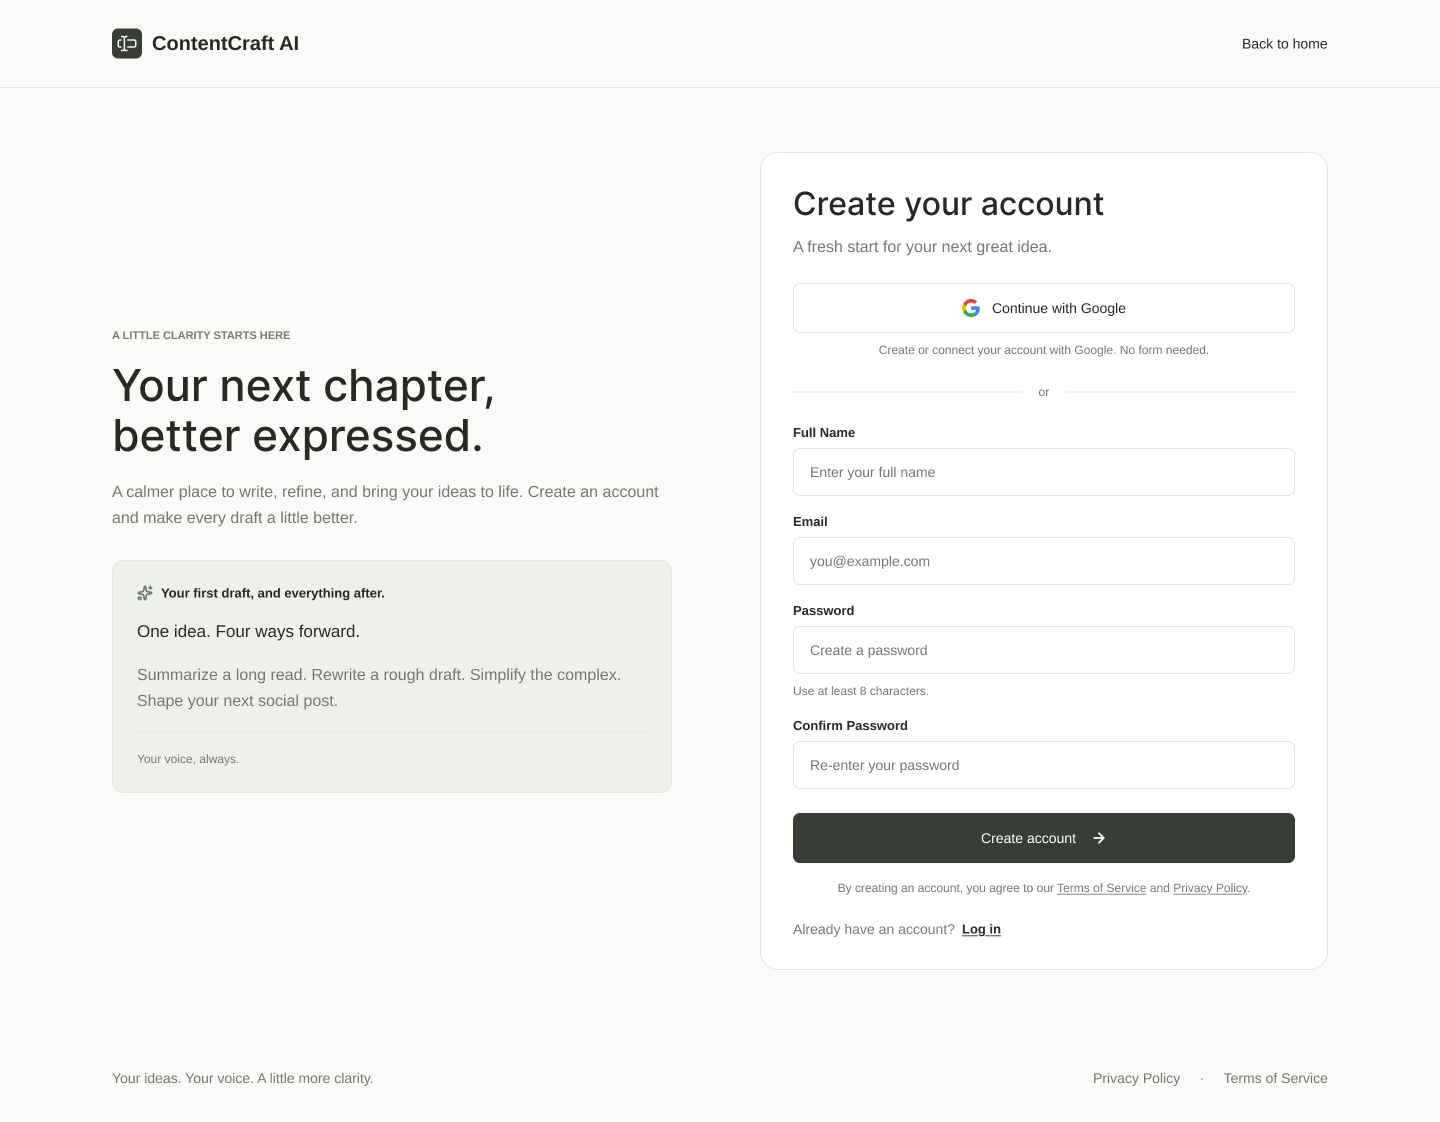 ContentCraft AI
Back to home
A LITTLE CLARITY STARTS HERE
Your next chapter,
better expressed.
A calmer place to write, refine, and bring your ideas to life. Create an account
and make every draft a little better.
Your first draft, and everything after.
One idea. Four ways forward.
Summarize a long read. Rewrite a rough draft. Simplify the complex.
Shape your next social post.
Your voice, always.
Create your account
A fresh start for your next great idea.
Continue with Google
Create or connect your account with Google. No form needed.
or
Full Name
Enter your full name
Email
you@example.com
Password
Create a password
Use at least 8 characters.
Confirm Password
Re-enter your password
Create account
By creating an account, you agree to our Terms of Service and Privacy Policy.
Already have an account? Log in
Your ideas. Your voice. A little more clarity.
Privacy Policy · Terms of Service